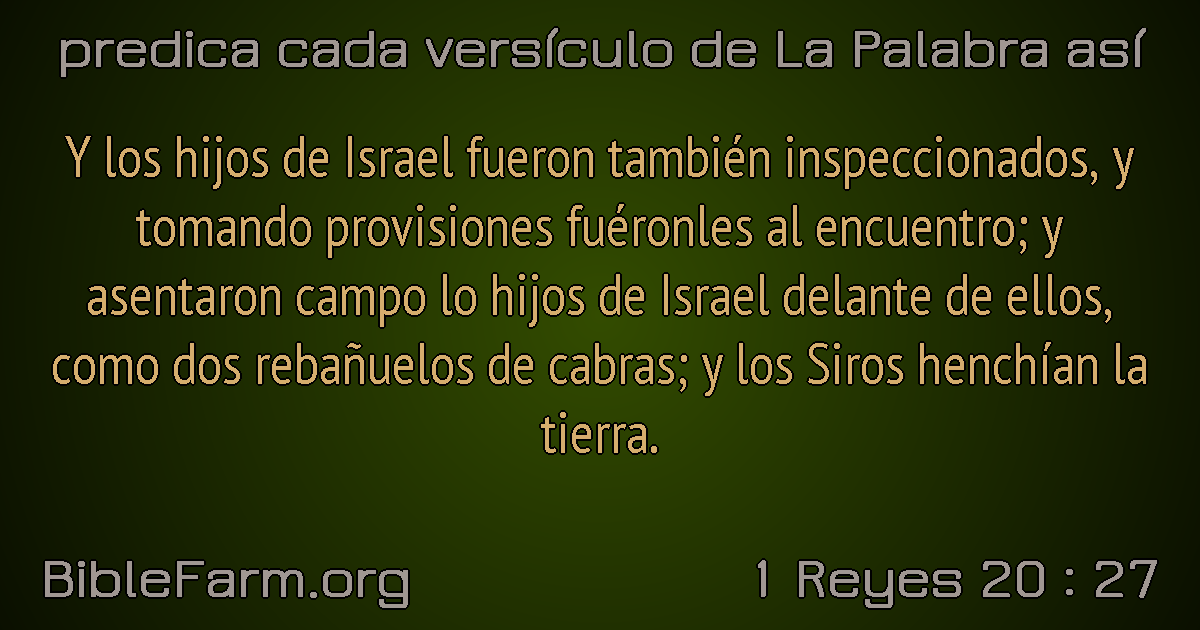 predica cada versículo de La Palabra así
Y los hijos de Israel fueron también inspeccionados, y
tomando provisiones fuéronles al encuentro; y
asentaron campo lo hijos de Israel delante de ellos,
como dos rebañuelos de cabras; y los Siros henchían la
tierra.
BibleFarm.org
1 Reyes 20 : 27